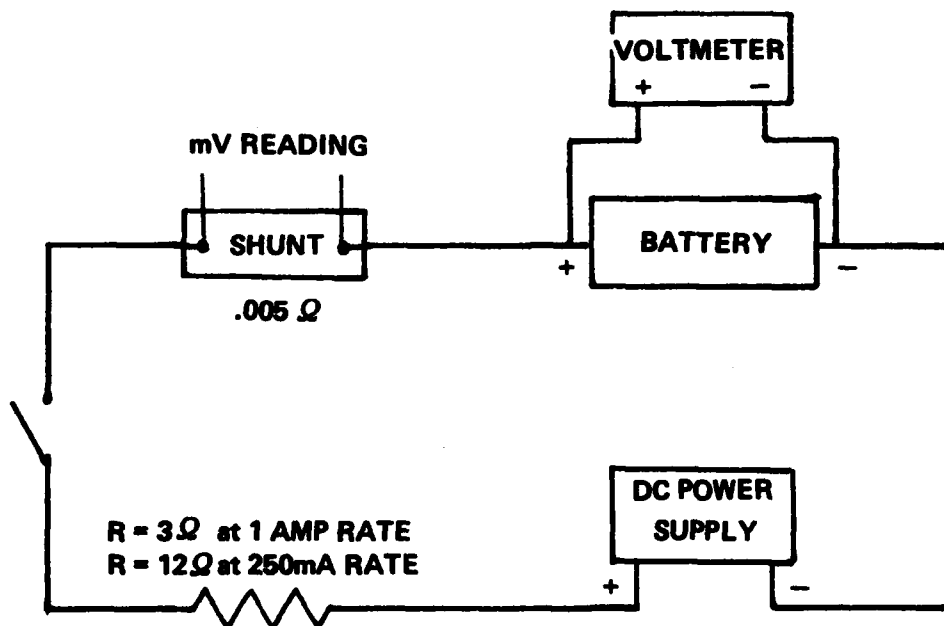 VOLTMETER
+ −
mV READING
SHUNT
BATTERY
+ −
.005 Ω
R = 3Ω at 1 AMP RATE
R = 12Ω at 250mA RATE
DC POWER
SUPPLY
+ −